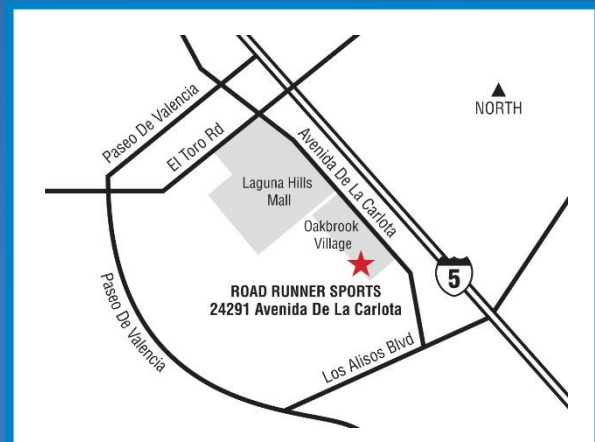 NORTH
Paseo De Valencia
El Toro Rd
Avenida De La Carlota
Laguna Hills
Mall
Oakbrook
Village
5
ROAD RUNNER SPORTS
24291 Avenida De La Carlota
Paseo De Valencia
Los Alisos Blvd